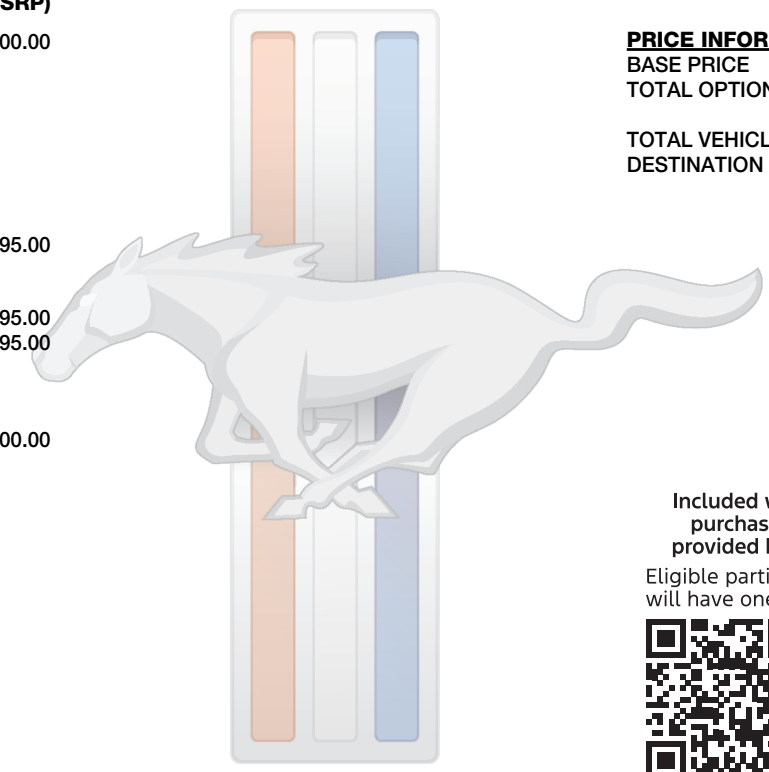 SRP)
00.00
95.00
95.00
95.00
00.00
PRICE INFOR
BASE PRICE
TOTAL OPTION
TOTAL VEHICL
DESTINATION
Included w
purchas
provided b
Eligible parti
will have one